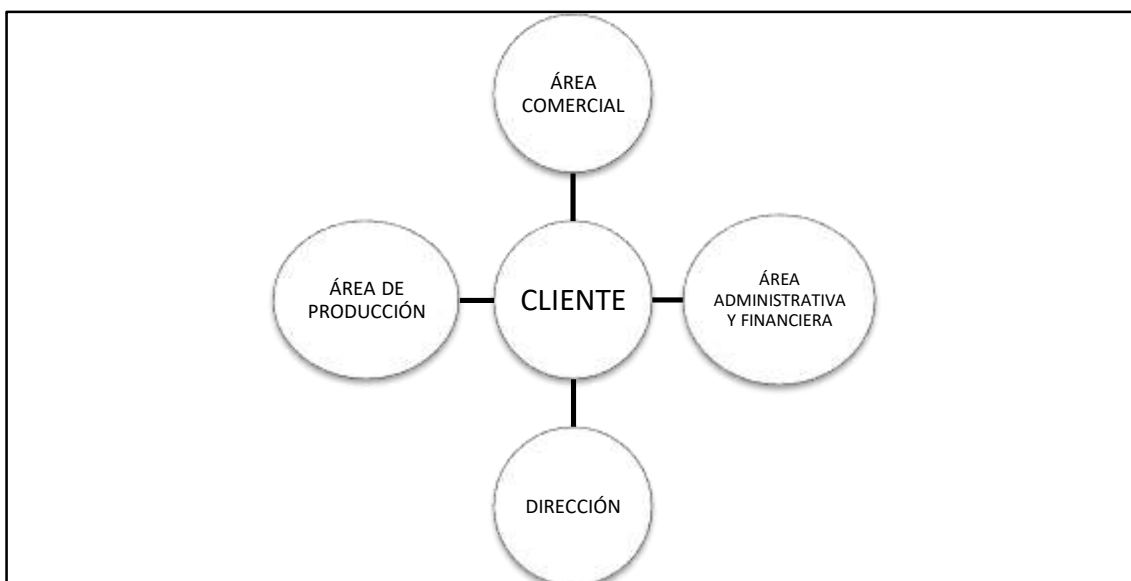 ÁREA
COMERCIAL
ÁREA DE
PRODUCCIÓN
CLIENTE
ÁREA
ADMINISTRATIVA
Y FINANCIERA
DIRECCIÓN